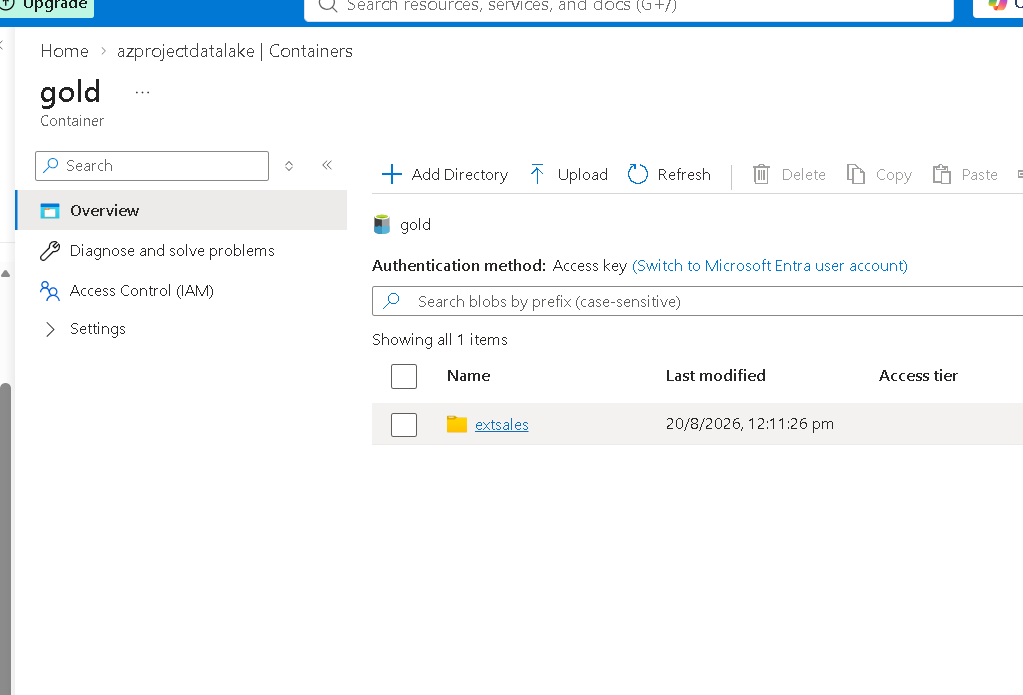 Upgrade
Search resources, services, and docs (G+/)
Home > azprojectdatalake | Containers
gold ...
Container
Search
Add Directory Upload Refresh Delete Copy Paste
Overview
gold
Diagnose and solve problems
Authentication method: Access key (Switch to Microsoft Entra user account)
Access Control (IAM)
Search blobs by prefix (case-sensitive)
Settings
Showing all 1 items
Name Last modified Access tier
extsales 20/8/2026, 12:11:26 pm